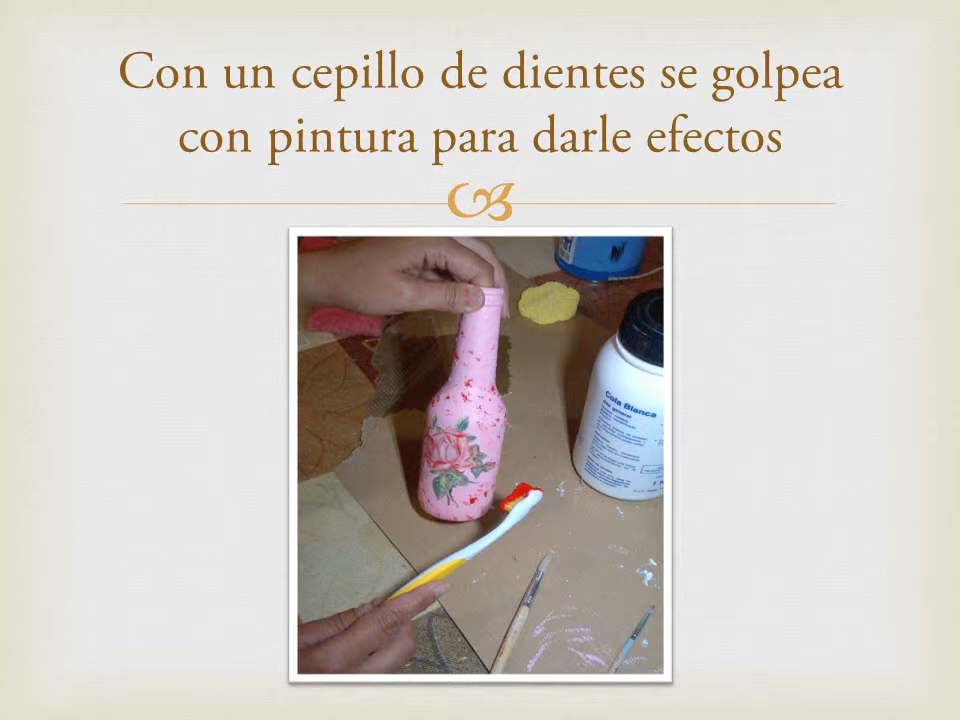 Con un cepillo de dientes se golpea
con pintura para darle efectos
Cola Blanca